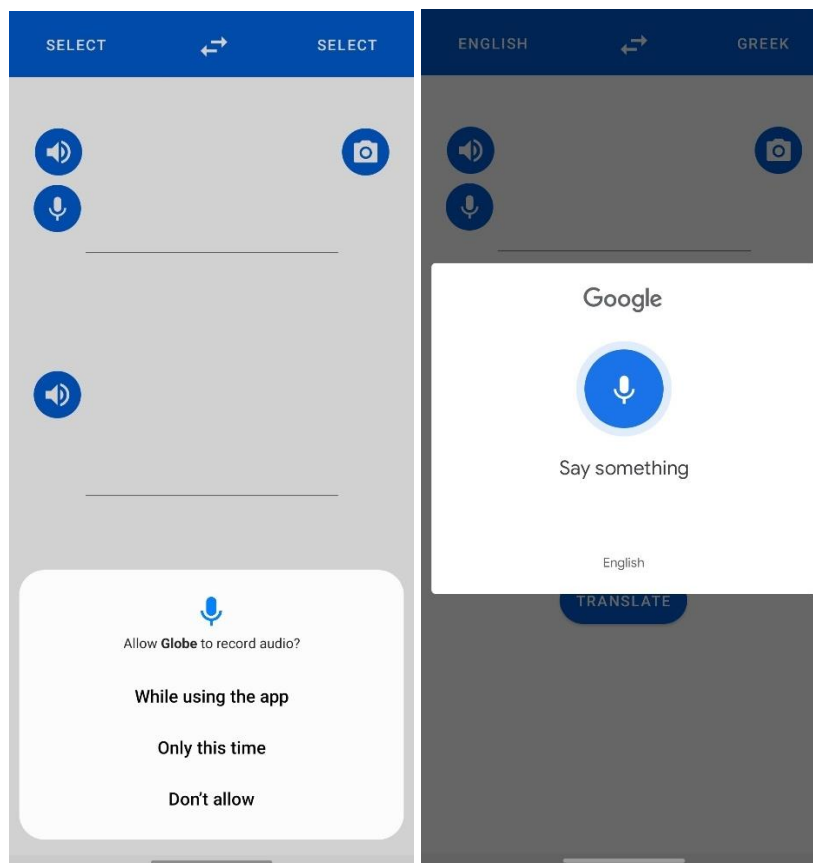 SELECT SELECT
Allow Globe to record audio?
While using the app
Only this time
Don't allow
ENGLISH GREEK
Google
Say something
English
TRANSLATE